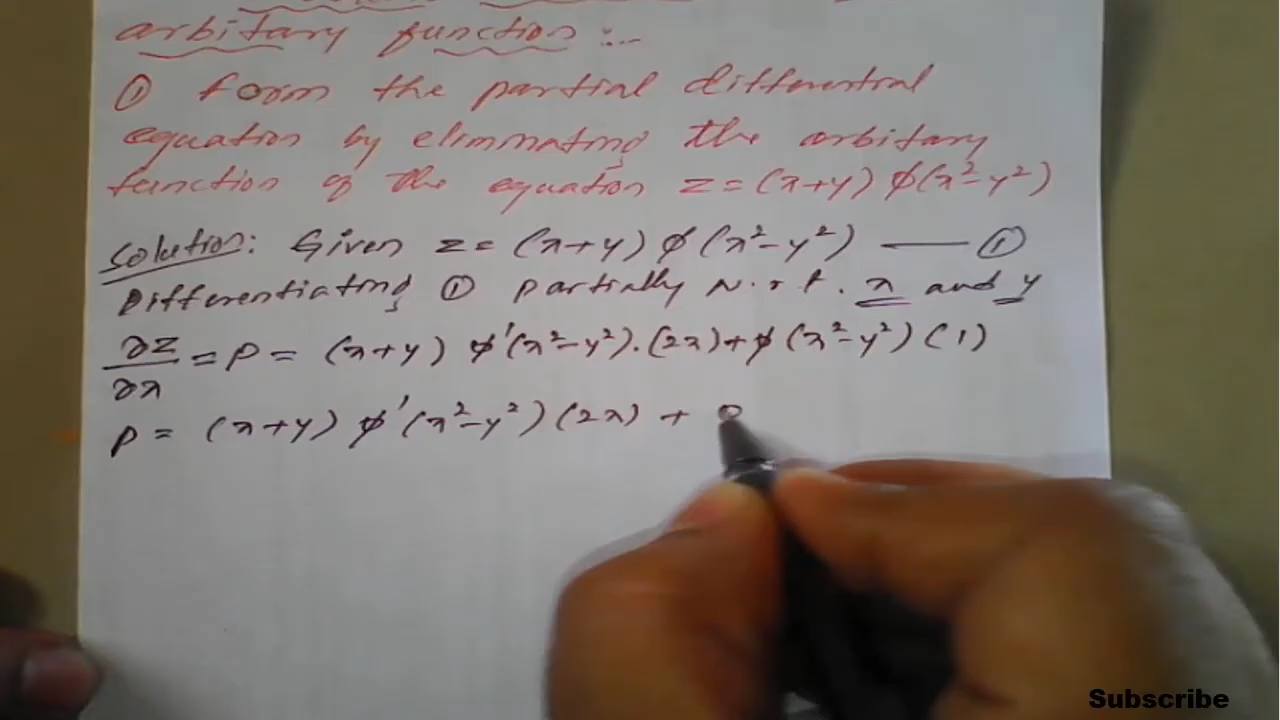 arbitary function :-
① Form the partial differential
equation by eliminating the arbitary
function of the equation z = (x+y) ϕ(x²-y²)
Solution: Given z = (x+y) ϕ(x²-y²) —— ①
Differentiating ① partially w.r.t. x and y
∂z/∂x = p = (x+y) ϕ'(x²-y²).(2x)+ϕ(x²-y²)(1)
p = (x+y) ϕ'(x²-y²)(2x) +
Subscribe